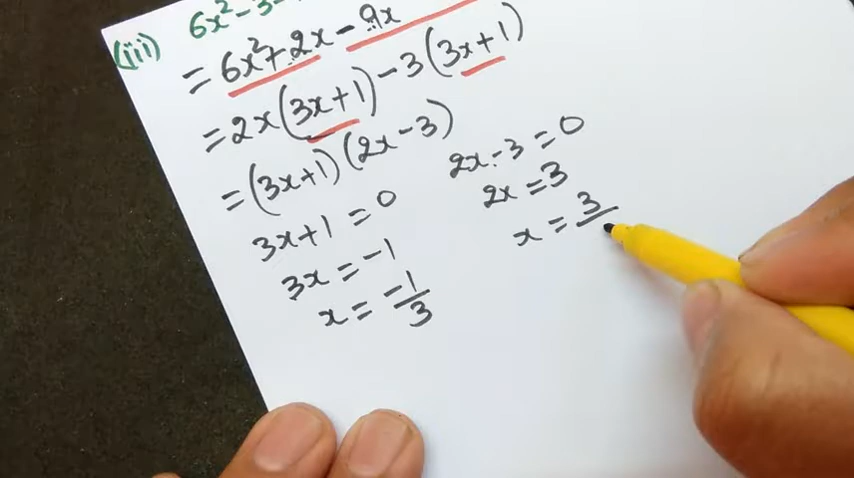 (iii) 6x² - 3 -
= 6x² + 2x - 9x
= 2x(3x+1) - 3(3x+1)
= (3x+1)(2x-3)
3x+1 = 0
3x = -1
x = -1/3
2x - 3 = 0
2x = 3
x = 3/